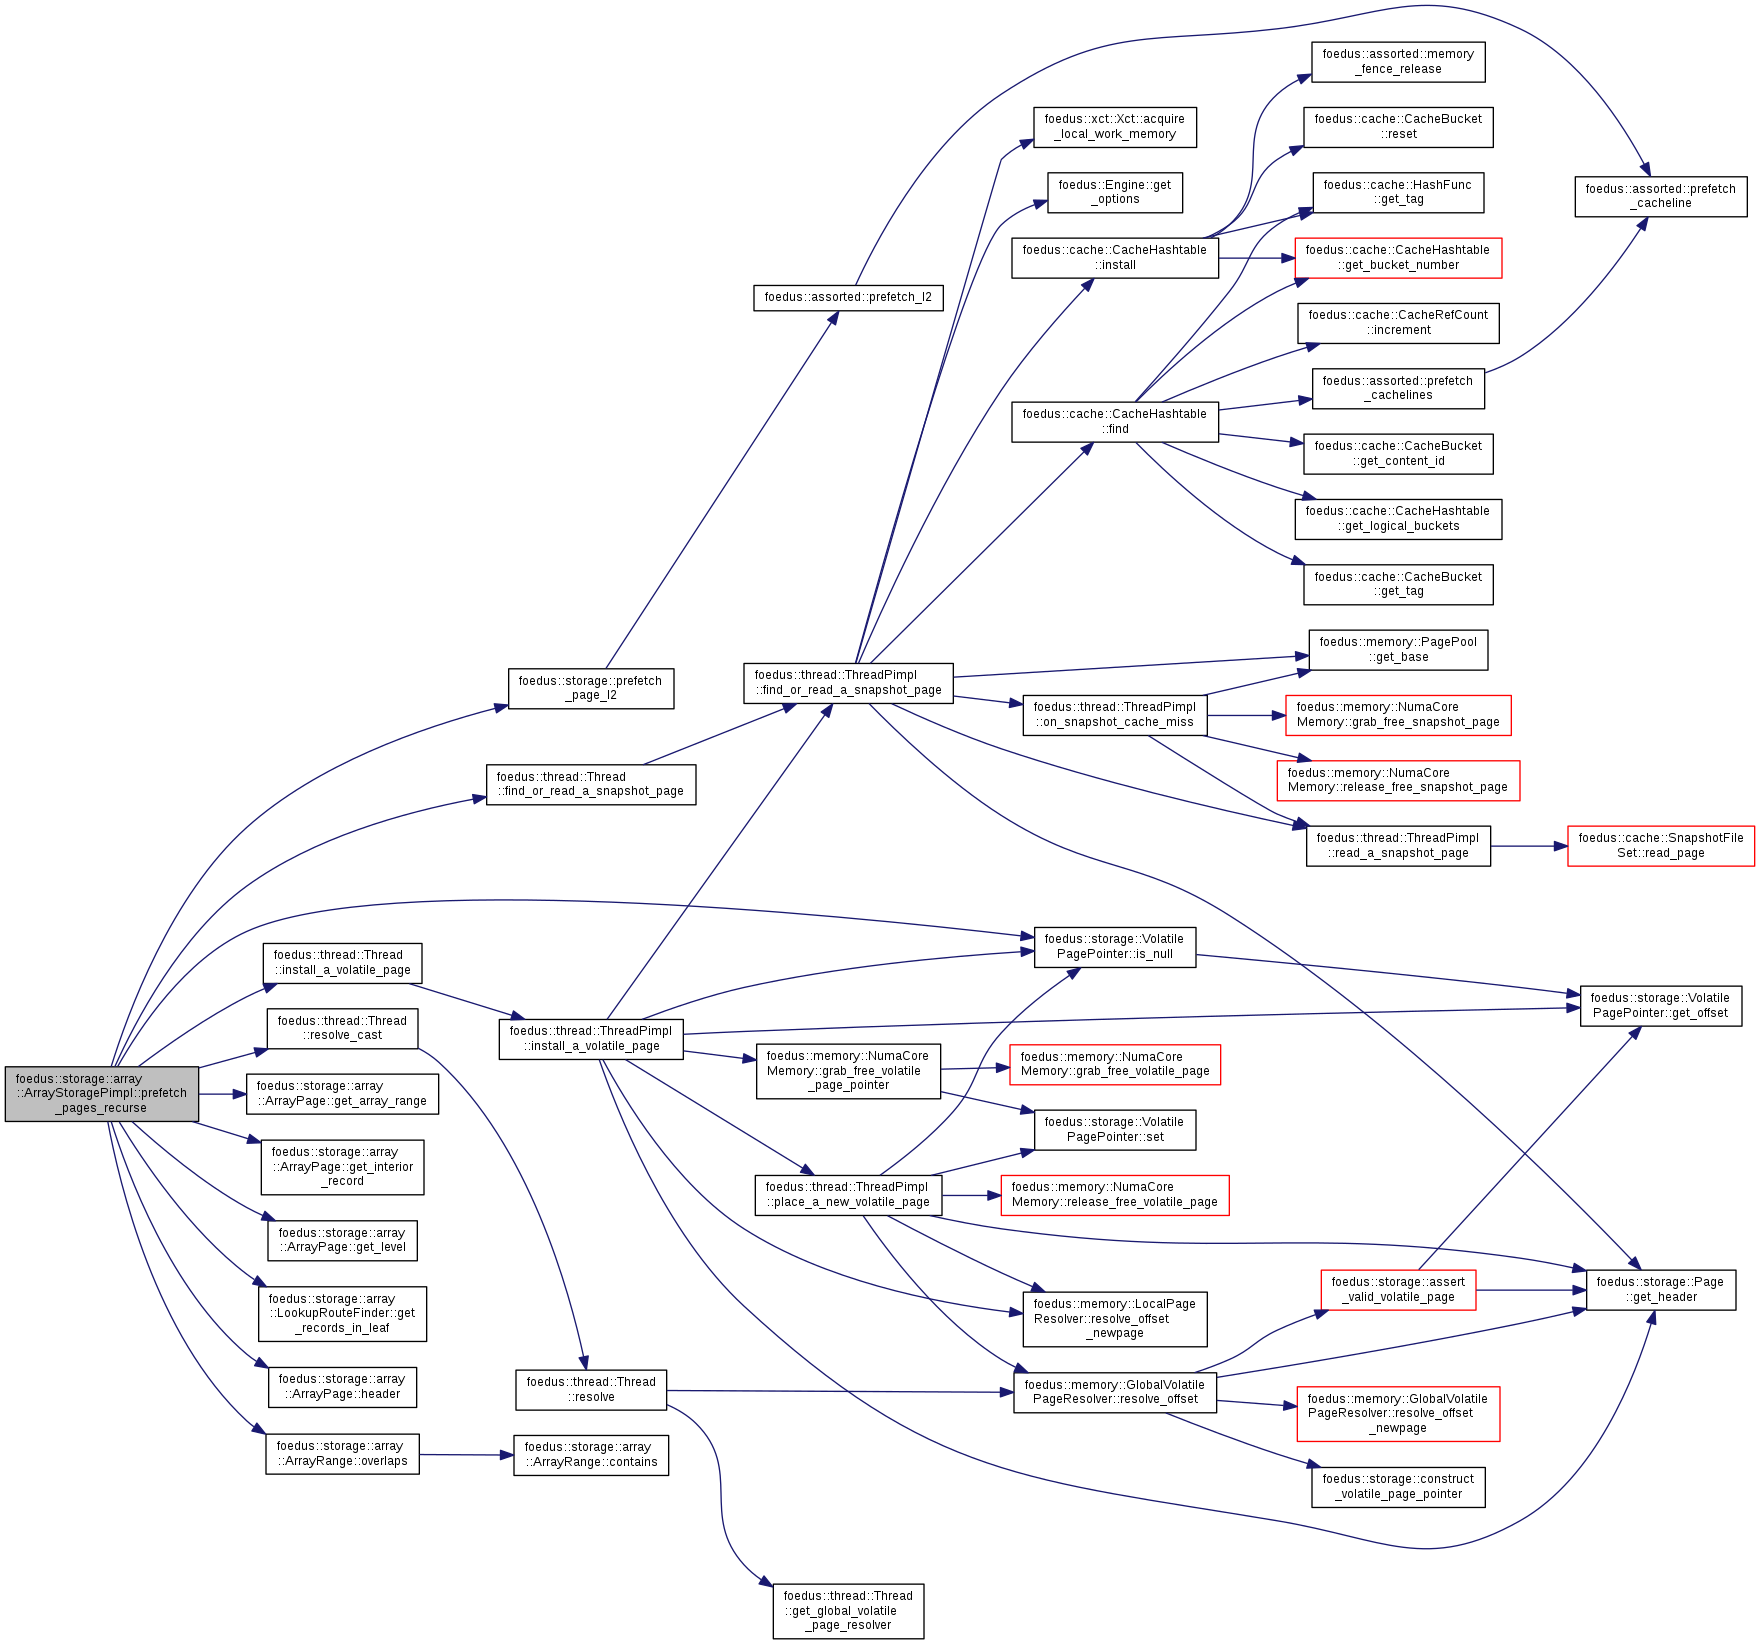 foedus::storage::array
::ArrayStoragePimpl::prefetch
_pages_recurse
foedus::storage::prefetch
_page_l2
foedus::thread::Thread
::find_or_read_a_snapshot_page
foedus::thread::Thread
::install_a_volatile_page
foedus::thread::Thread
::resolve_cast
foedus::storage::array
::ArrayPage::get_array_range
foedus::storage::array
::ArrayPage::get_interior
_record
foedus::storage::array
::ArrayPage::get_level
foedus::storage::array
::LookupRouteFinder::get
_records_in_leaf
foedus::storage::array
::ArrayPage::header
foedus::storage::array
::ArrayRange::overlaps
foedus::thread::ThreadPimpl
::install_a_volatile_page
foedus::thread::Thread
::resolve
foedus::storage::array
::ArrayRange::contains
foedus::assorted::prefetch_l2
foedus::thread::ThreadPimpl
::find_or_read_a_snapshot_page
foedus::memory::NumaCore
Memory::grab_free_volatile
_page_pointer
foedus::thread::ThreadPimpl
::place_a_new_volatile_page
foedus::thread::Thread
::get_global_volatile
_page_resolver
foedus::xct::Xct::acquire
_local_work_memory
foedus::Engine::get
_options
foedus::cache::CacheHashtable
::install
foedus::cache::CacheHashtable
::find
foedus::thread::ThreadPimpl
::on_snapshot_cache_miss
foedus::storage::Volatile
PagePointer::is_null
foedus::memory::NumaCore
Memory::grab_free_volatile_page
foedus::storage::Volatile
PagePointer::set
foedus::memory::NumaCore
Memory::release_free_volatile_page
foedus::memory::LocalPage
Resolver::resolve_offset
_newpage
foedus::memory::GlobalVolatile
PageResolver::resolve_offset
foedus::assorted::memory
_fence_release
foedus::cache::CacheBucket
::reset
foedus::cache::HashFunc
::get_tag
foedus::cache::CacheHashtable
::get_bucket_number
foedus::cache::CacheRefCount
::increment
foedus::assorted::prefetch
_cachelines
foedus::cache::CacheBucket
::get_content_id
foedus::cache::CacheHashtable
::get_logical_buckets
foedus::cache::CacheBucket
::get_tag
foedus::memory::PagePool
::get_base
foedus::memory::NumaCore
Memory::grab_free_snapshot_page
foedus::memory::NumaCore
Memory::release_free_snapshot_page
foedus::thread::ThreadPimpl
::read_a_snapshot_page
foedus::storage::assert
_valid_volatile_page
foedus::memory::GlobalVolatile
PageResolver::resolve_offset
_newpage
foedus::storage::construct
_volatile_page_pointer
foedus::assorted::prefetch
_cacheline
foedus::cache::SnapshotFile
Set::read_page
foedus::storage::Volatile
PagePointer::get_offset
foedus::storage::Page
::get_header